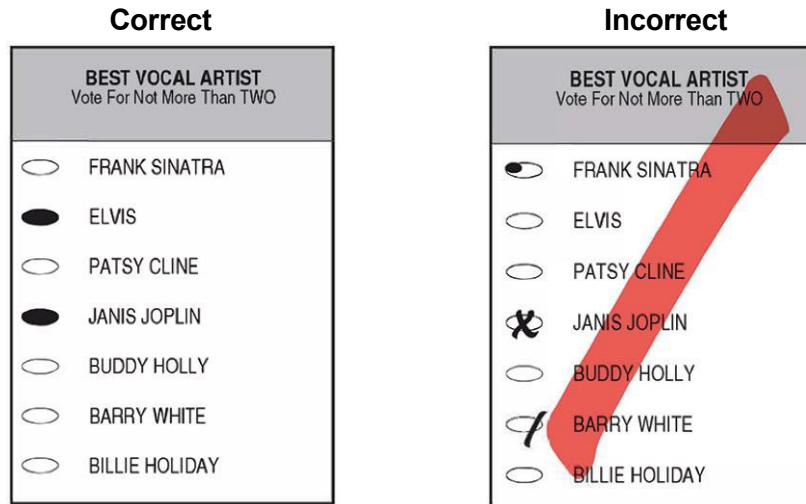 Correct
BEST VOCAL ARTIST
Vote For Not More Than TWO
FRANK SINATRA
ELVIS
PATSY CLINE
JANIS JOPLIN
BUDDY HOLLY
BARRY WHITE
BILLIE HOLIDAY
Incorrect
BEST VOCAL ARTIST
Vote For Not More Than TWO
FRANK SINATRA
ELVIS
PATSY CLINE
JANIS JOPLIN
BUDDY HOLLY
BARRY WHITE
BILLIE HOLIDAY